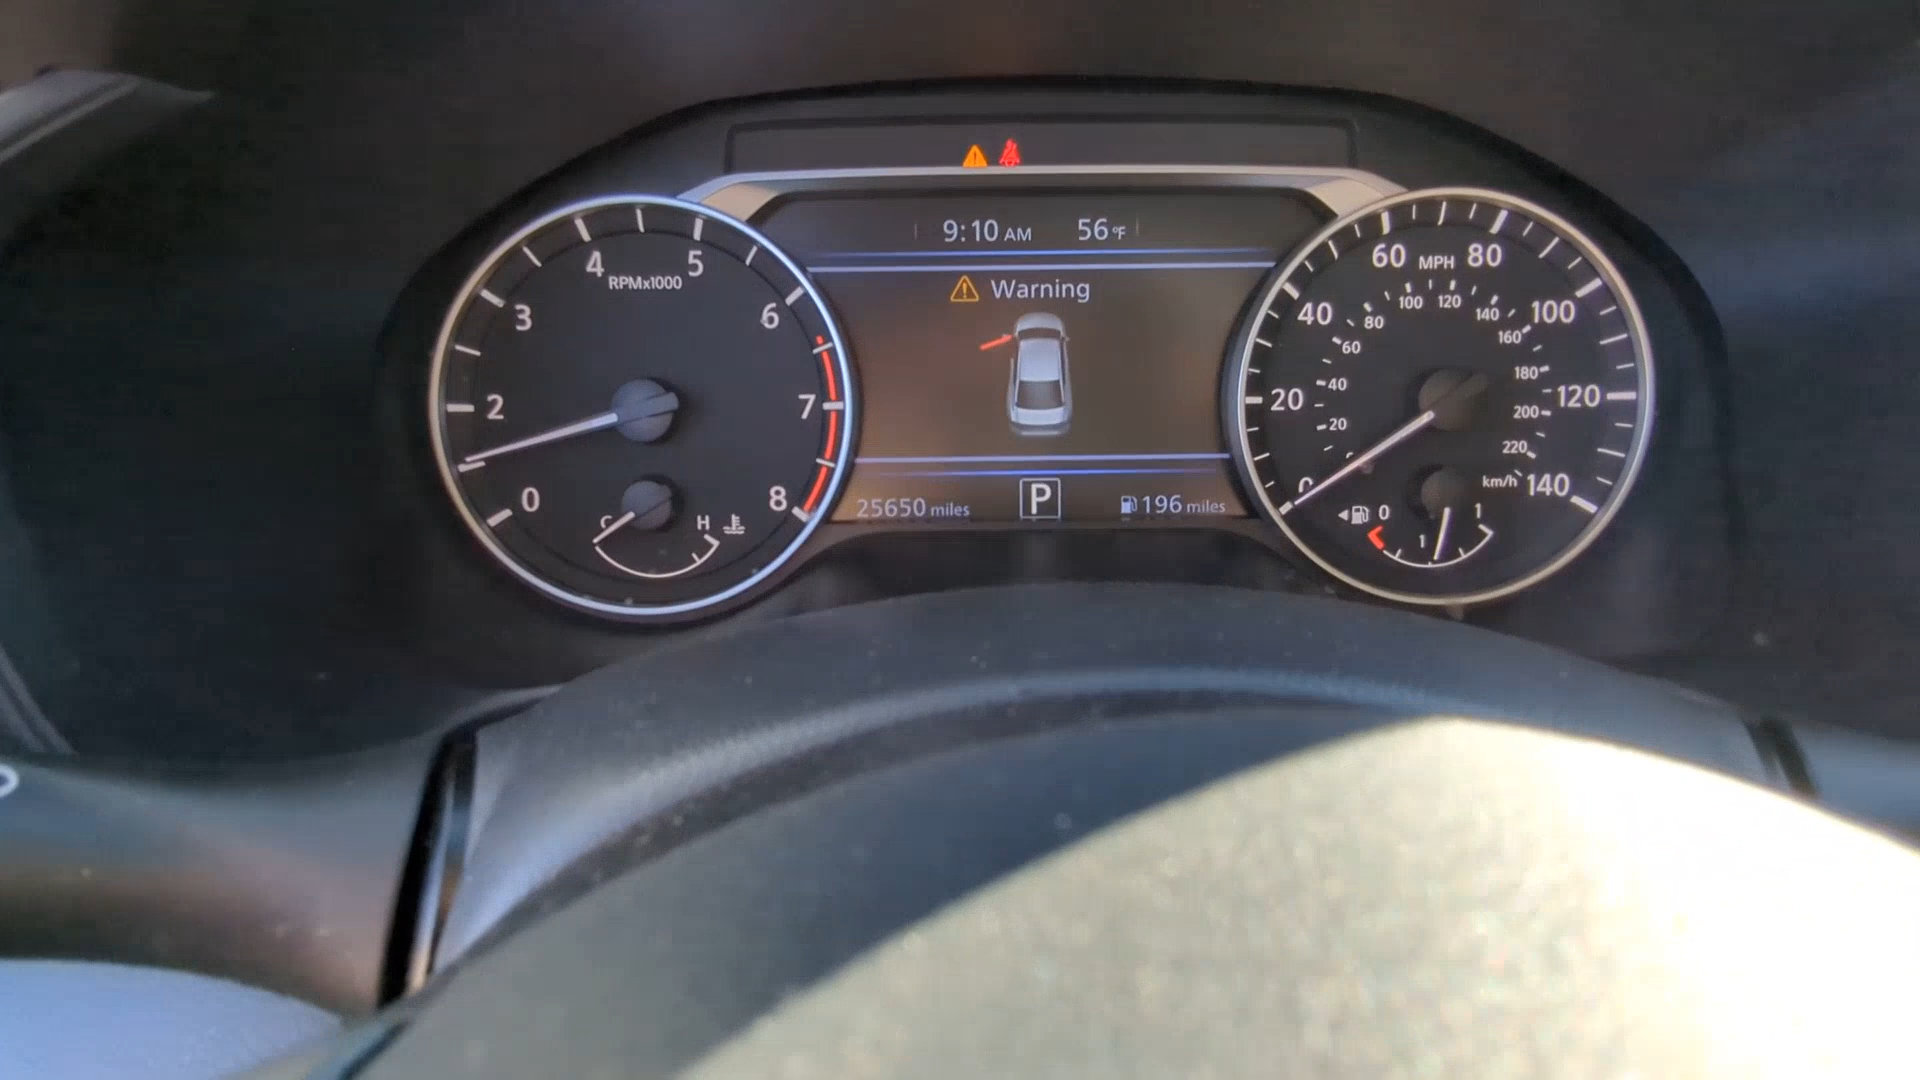 9:10 AM 56°F
Warning
25650 miles P 196 miles
0 2 3 4 5 6 7 8
RPMx1000
C H
0 20 40 60 80 100 120 140
MPH
20 40 60 80 100 120 140 160 180 200 220
km/h
0 1